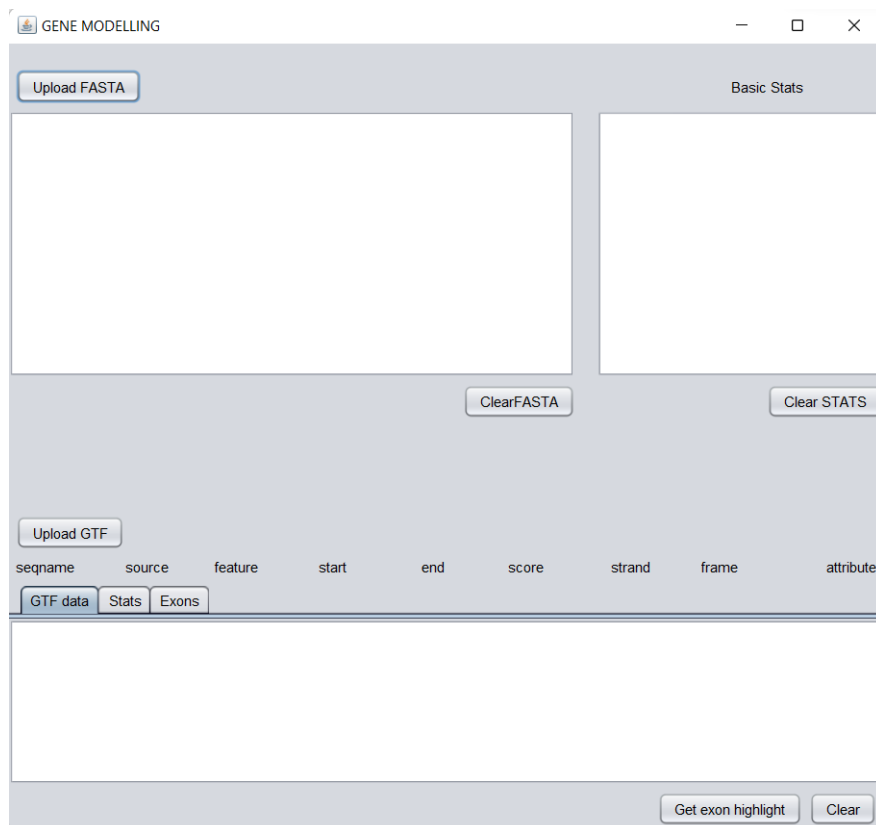 GENE MODELLING
Upload FASTA Basic Stats
ClearFASTA Clear STATS
Upload GTF
seqname source feature start end score strand frame attribute
GTF data Stats Exons
Get exon highlight Clear